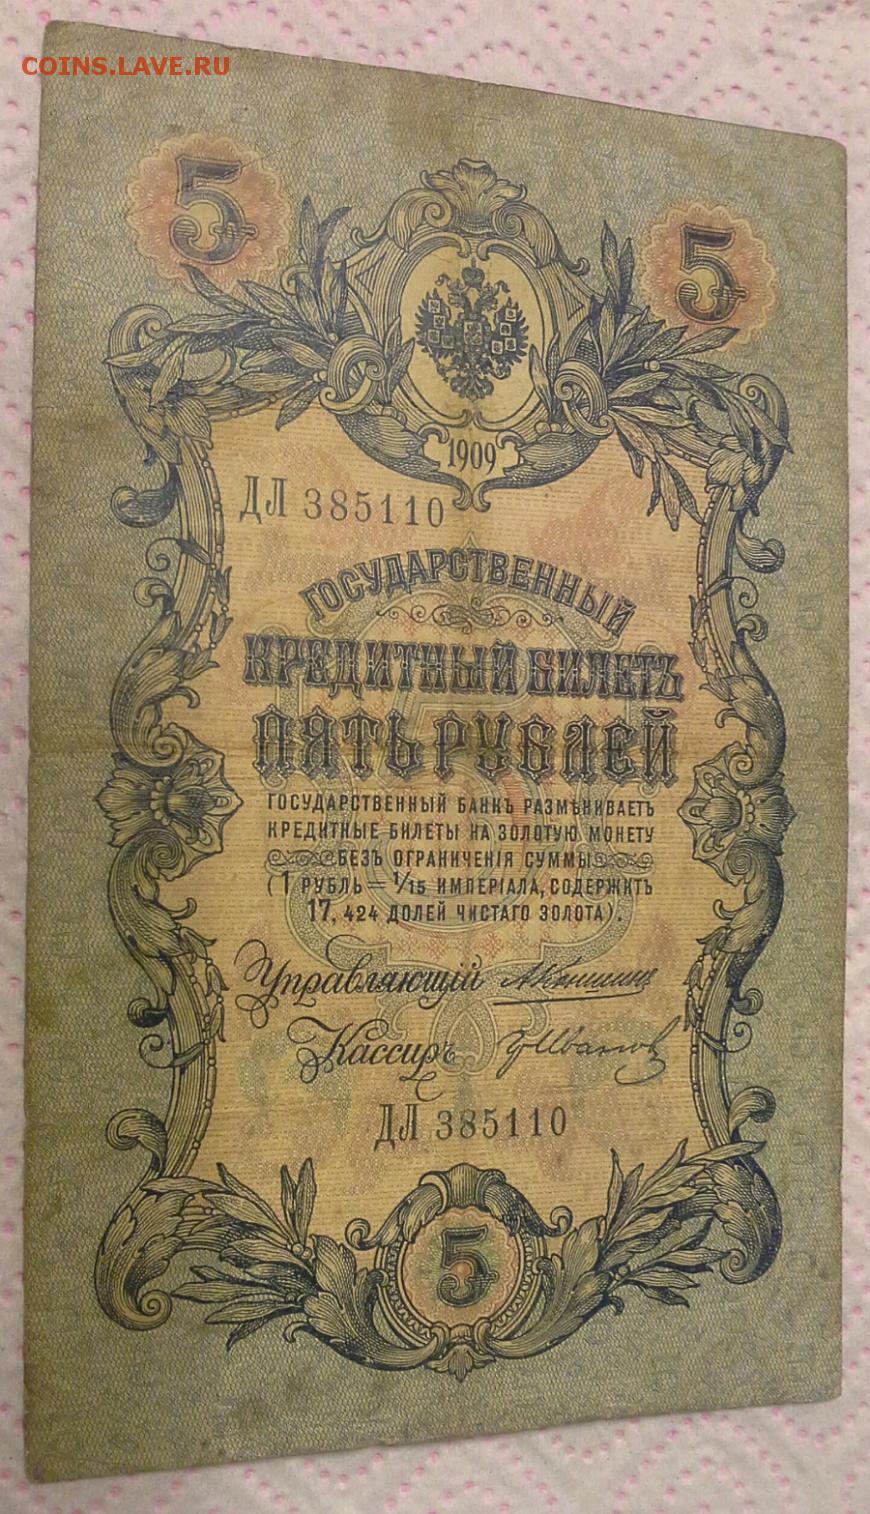 COINS.LAVE.RU
5
5
1909
ДЛ 385110
ГОСУДАРСТВЕННЫЙ
КРЕДИТНЫЙ БИЛЕТЪ
ПЯТЬ РУБЛЕЙ
ГОСУДАРСТВЕННЫЙ БАНКЪ РАЗМѢНИВАЕТЪ
КРЕДИТНЫЕ БИЛЕТЫ НА ЗОЛОТУЮ МОНЕТУ
БЕЗЪ ОГРАНИЧЕНІЯ СУММЫ
(1 РУБЛЬ = 1/15 ИМПЕРІАЛА, СОДЕРЖИТЪ
17,424 ДОЛЕЙ ЧИСТАГО ЗОЛОТА).
Управляющій АКоншинъ
Кассиръ ГрИванов
ДЛ 385110
5